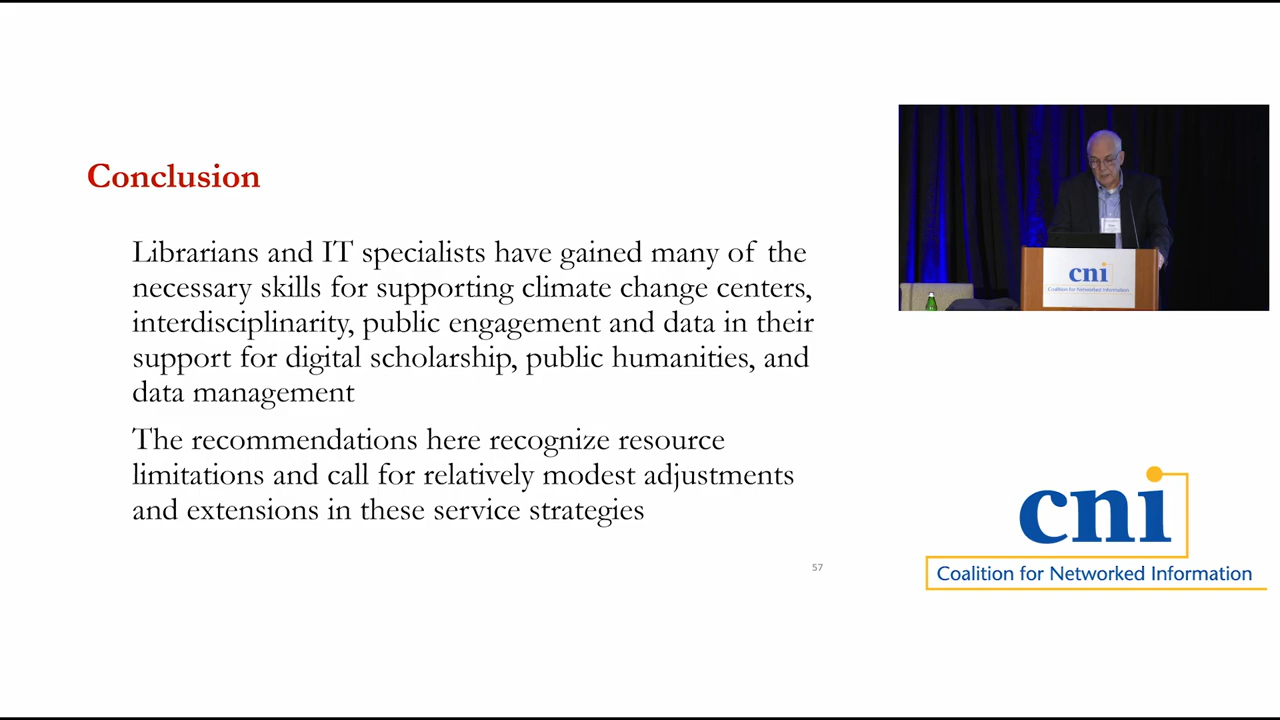 Conclusion
Librarians and IT specialists have gained many of the
necessary skills for supporting climate change centers,
interdisciplinarity, public engagement and data in their
support for digital scholarship, public humanities, and
data management
The recommendations here recognize resource
limitations and call for relatively modest adjustments
and extensions in these service strategies
57
cni
Coalition for Networked Information
cni
Coalition for Networked Information